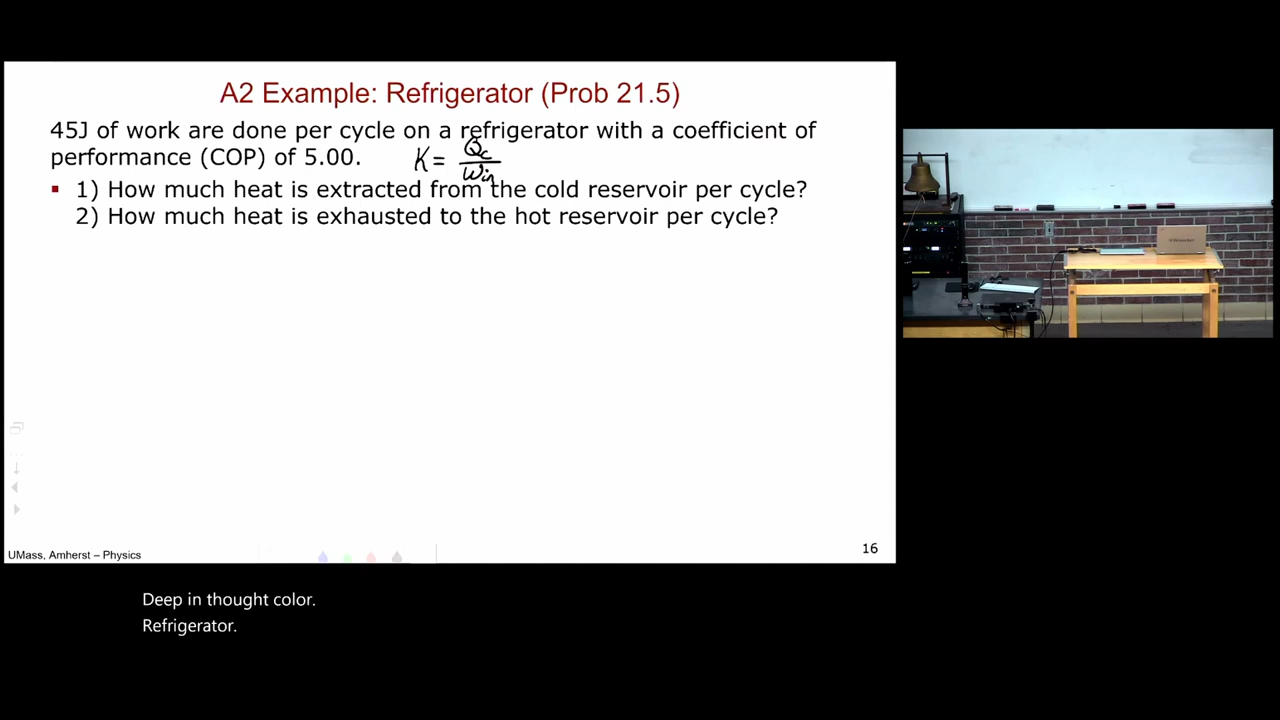 A2 Example: Refrigerator (Prob 21.5)
45J of work are done per cycle on a refrigerator with a coefficient of
performance (COP) of 5.00. K = Qc / Win
▪ 1) How much heat is extracted from the cold reservoir per cycle?
2) How much heat is exhausted to the hot reservoir per cycle?
UMass, Amherst – Physics
16
Deep in thought color.
Refrigerator.